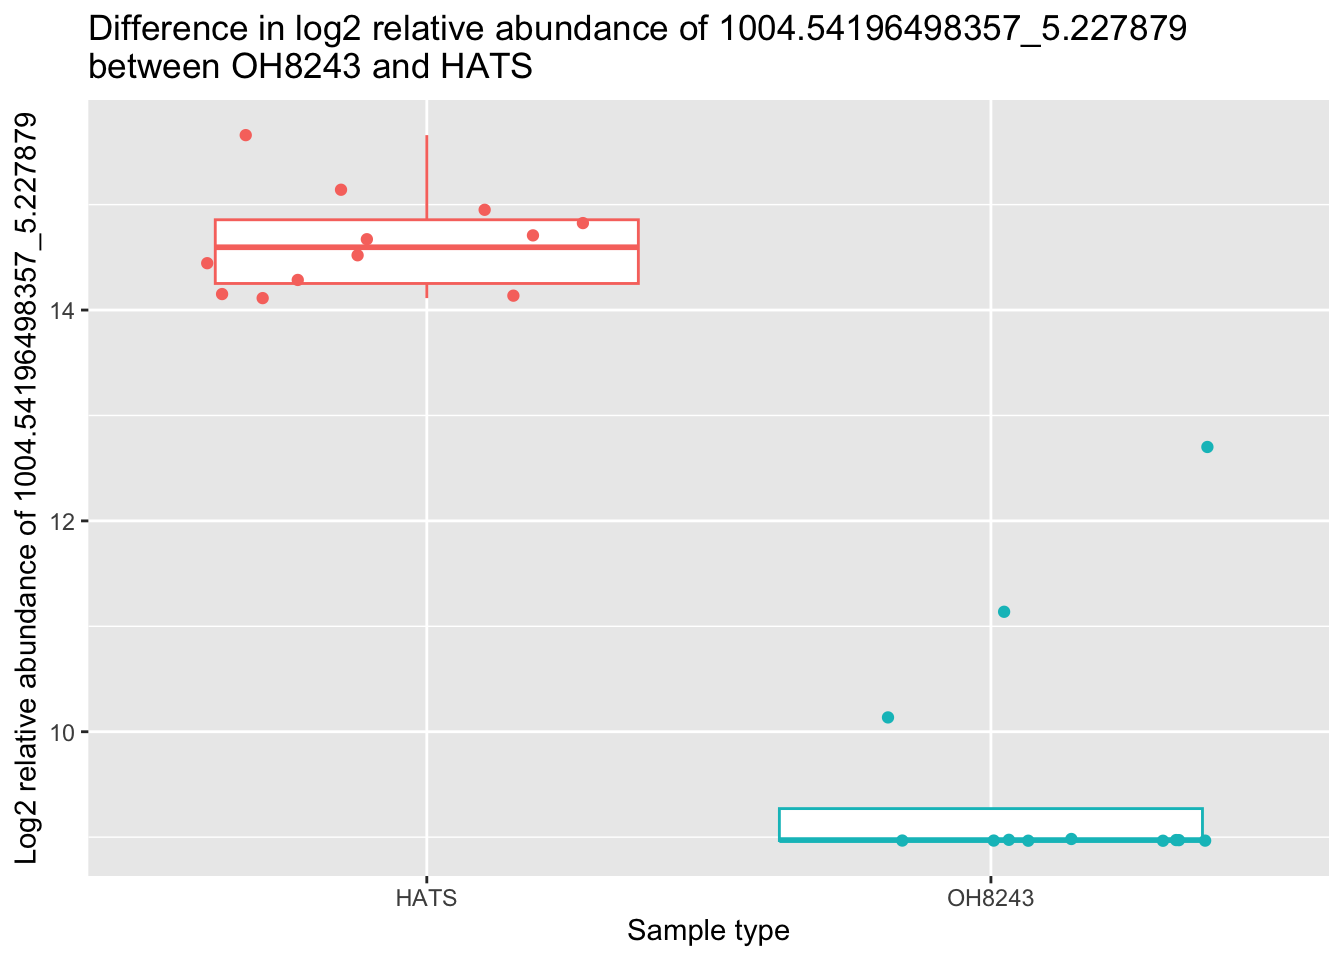 Difference in log2 relative abundance of 1004.54196498357_5.227879
between OH8243 and HATS
Log2 relative abundance of 1004.54196498357_5.227879
14
12
10
HATS
OH8243
Sample type